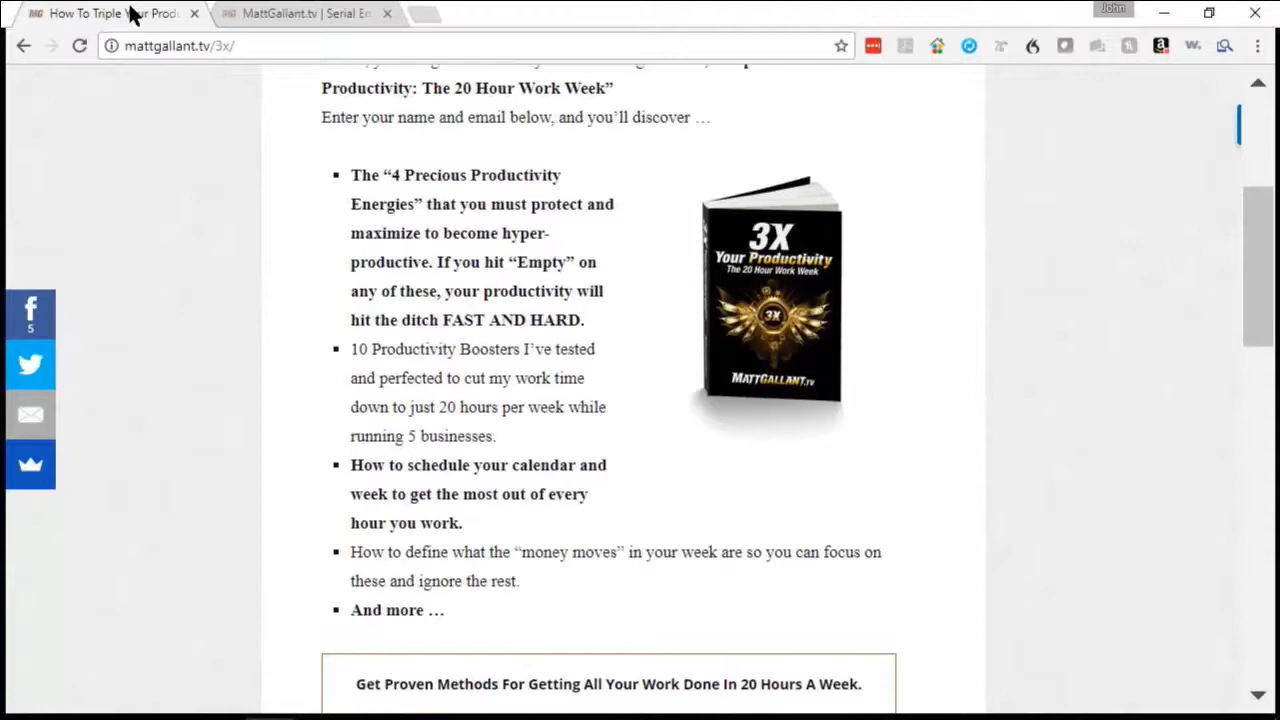 How To Triple Your Produ
MattGallant.tv | Serial E
John
mattgallant.tv/3x/
Productivity: The 20 Hour Work Week”
Enter your name and email below, and you’ll discover …
The “4 Precious Productivity
Energies” that you must protect and
maximize to become hyper-
productive. If you hit “Empty” on
any of these, your productivity will
hit the ditch FAST AND HARD.
10 Productivity Boosters I’ve tested
and perfected to cut my work time
down to just 20 hours per week while
running 5 businesses.
How to schedule your calendar and
week to get the most out of every
hour you work.
How to define what the “money moves” in your week are so you can focus on
these and ignore the rest.
And more …
3X
Your Productivity
The 20 Hour Work Week
3X
MATTGALLANT.TV
5
Get Proven Methods For Getting All Your Work Done In 20 Hours A Week.